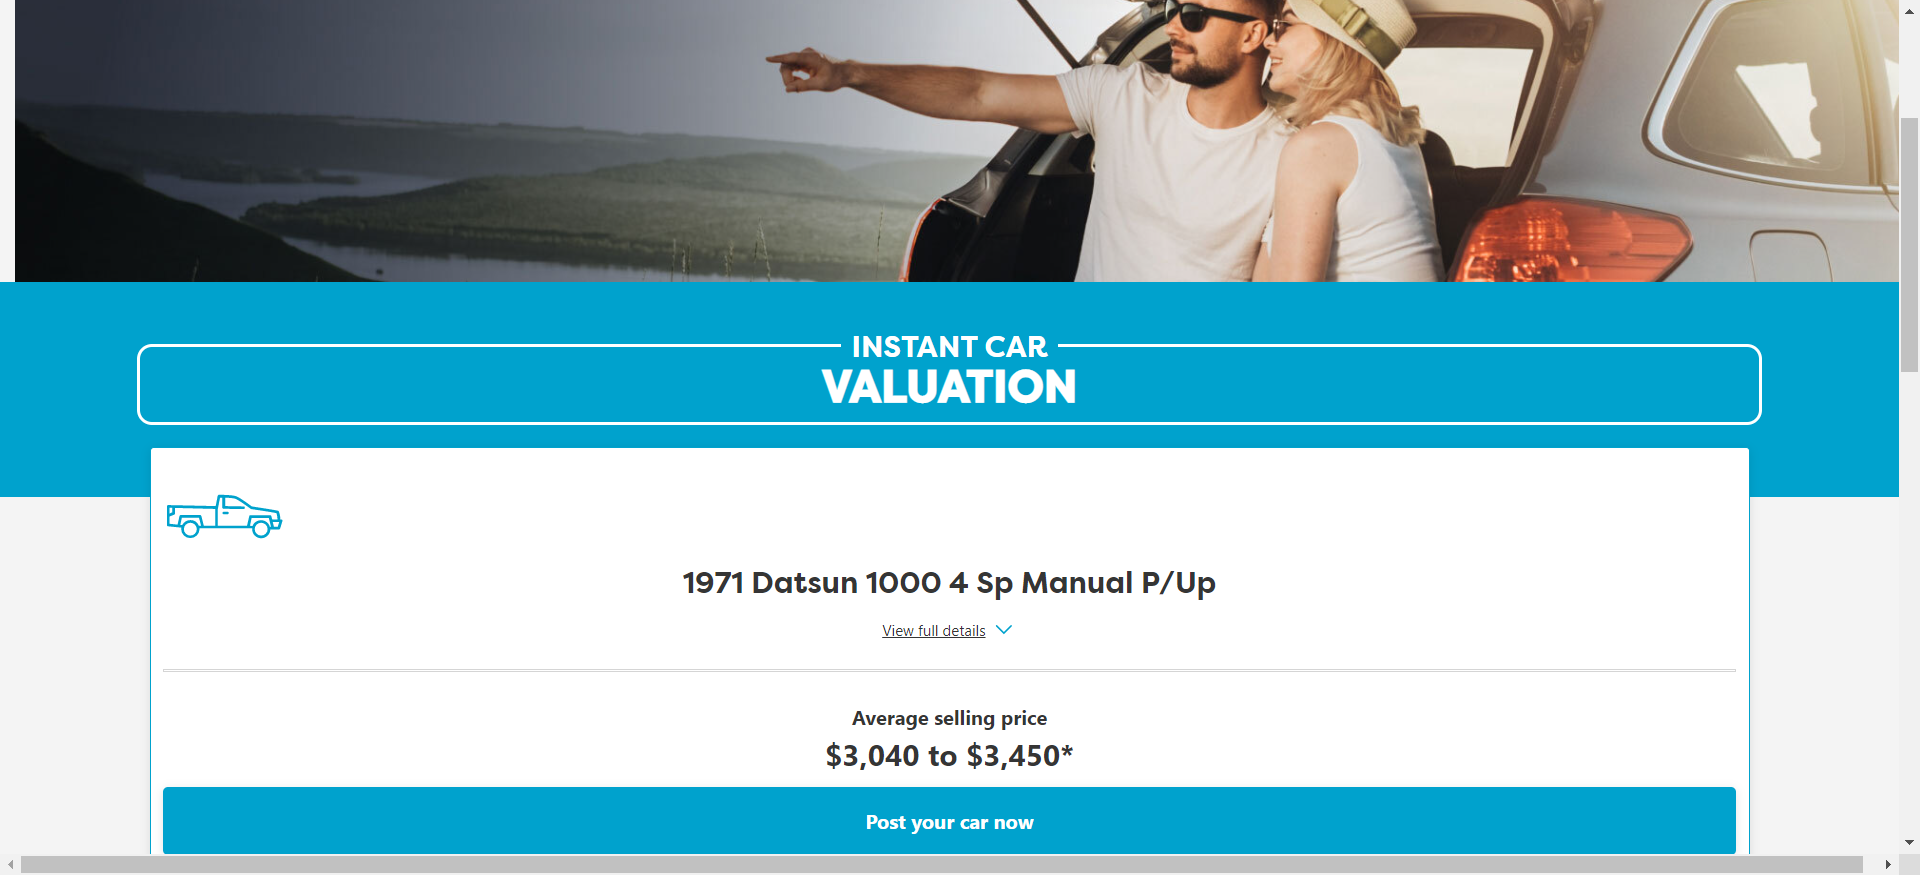 INSTANT CAR
VALUATION
1971 Datsun 1000 4 Sp Manual P/Up
View full details
Average selling price
$3,040 to $3,450*
Post your car now